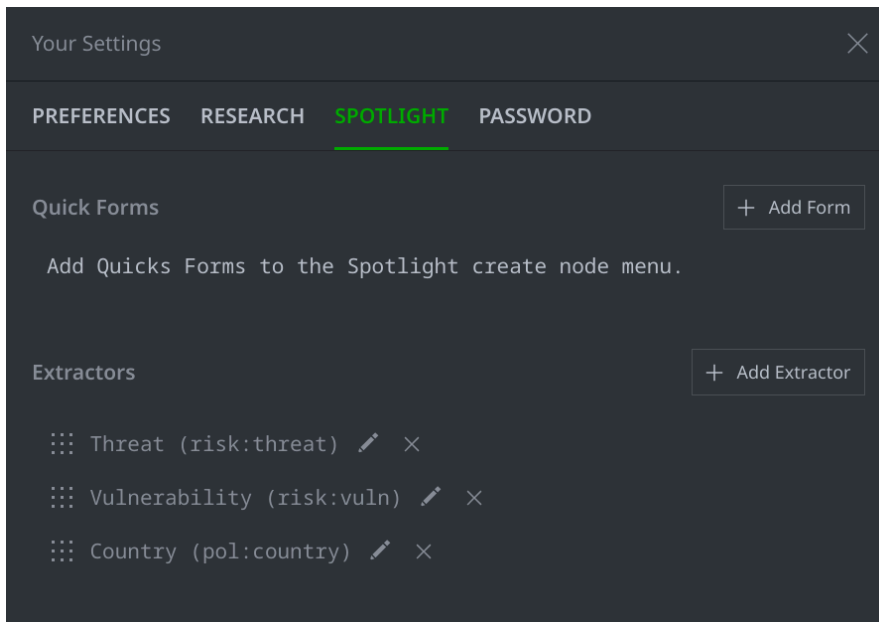 Your Settings
PREFERENCES RESEARCH SPOTLIGHT PASSWORD
Quick Forms
+ Add Form
Add Quicks Forms to the Spotlight create node menu.
Extractors
+ Add Extractor
Threat (risk:threat)
Vulnerability (risk:vuln)
Country (pol:country)